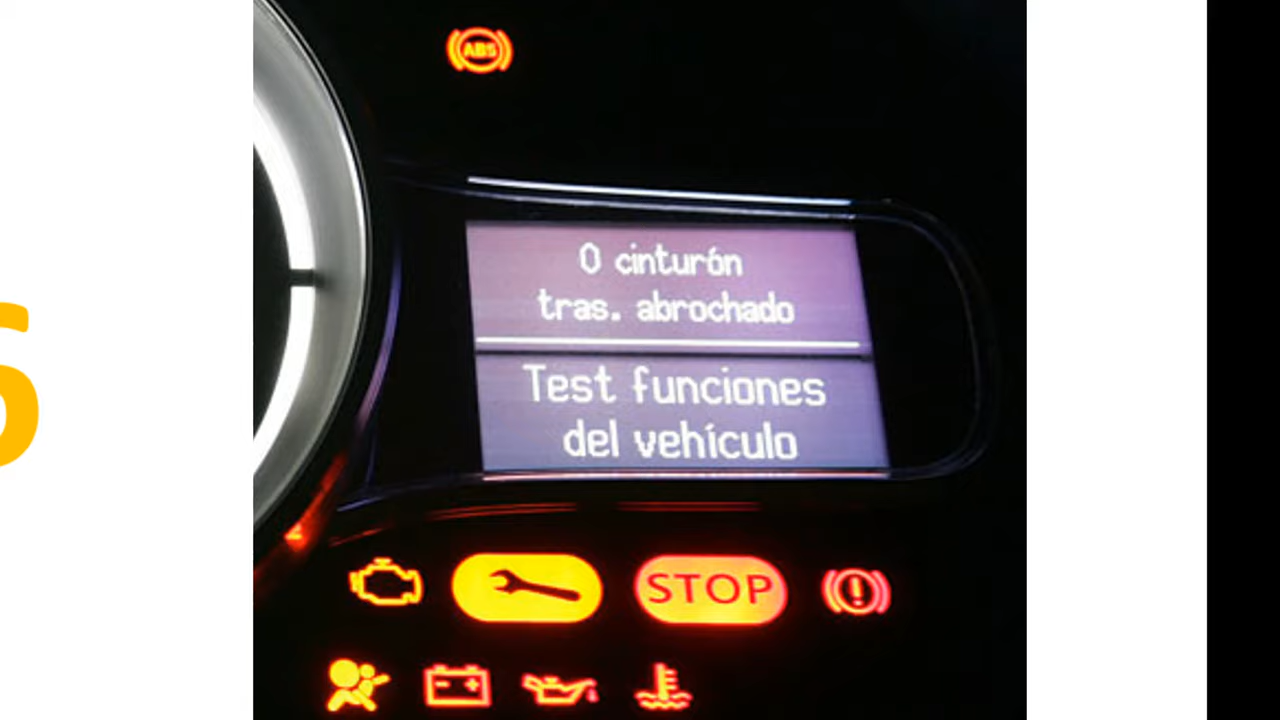 ABS
0 cinturón
tras. abrochado
Test funciones
del vehículo
STOP